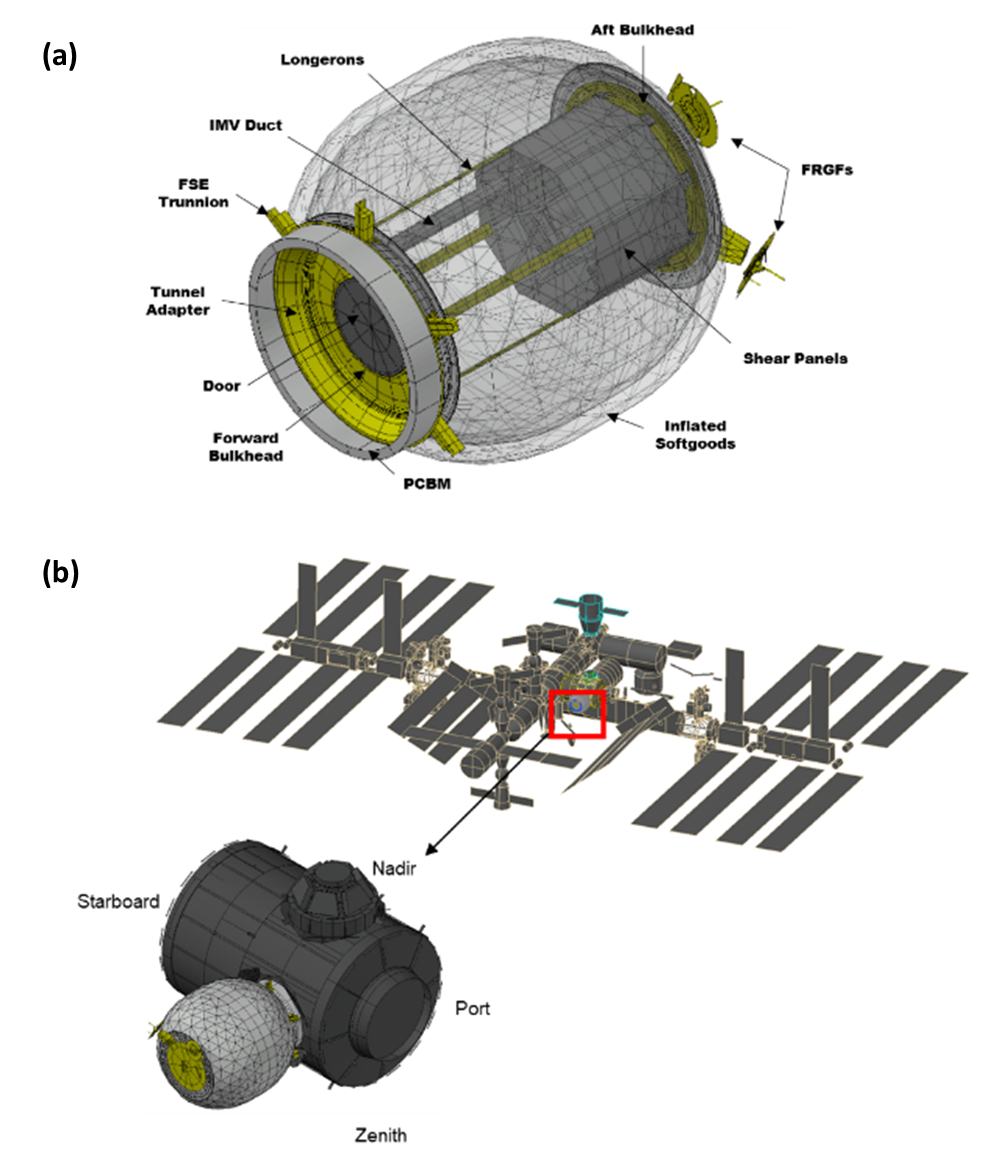 (a)
Aft Bulkhead
Longerons
IMV Duct
FRGFs
FSE
Trunnion
Tunnel
Adapter
Shear Panels
Door
Inflated
Softgoods
Forward
Bulkhead
PCBM
(b)
Nadir
Starboard
Port
Zenith